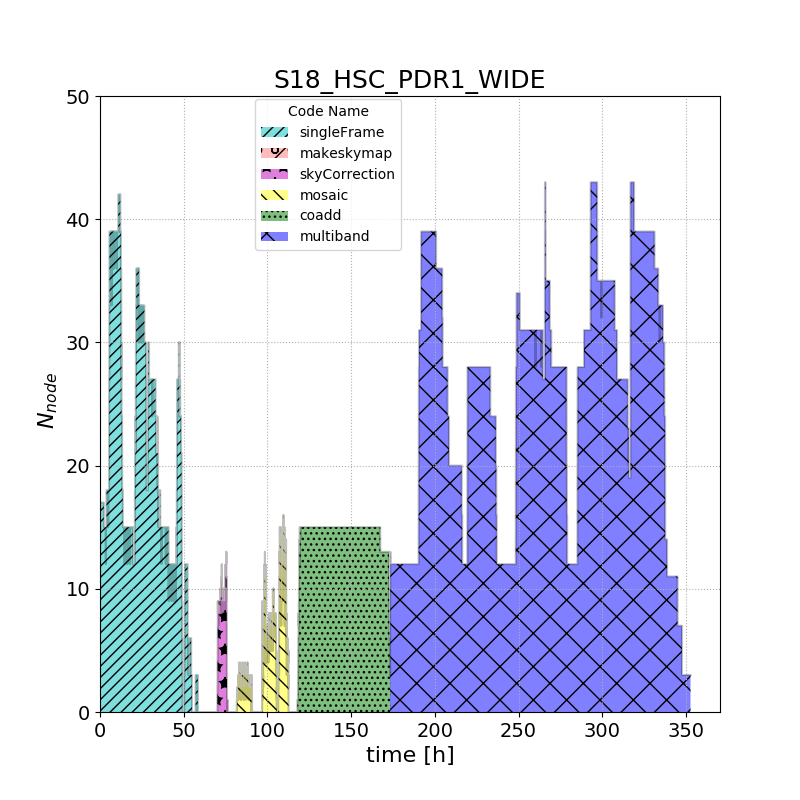 S18_HSC_PDR1_WIDE
50
40
30
20
10
0
N_node
Code Name
singleFrame
makeskymap
skyCorrection
mosaic
coadd
multiband
0 50 100 150 200 250 300 350
time [h]